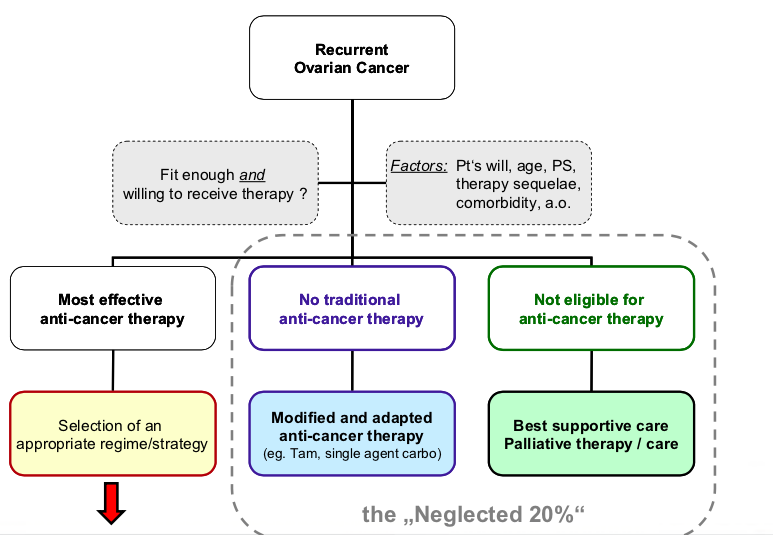 Recurrent
Ovarian Cancer
Fit enough and
willing to receive therapy ?
Factors: Pt's will, age, PS,
therapy sequelae,
comorbidity, a.o.
Most effective
anti-cancer therapy
No traditional
anti-cancer therapy
Not eligible for
anti-cancer therapy
Selection of an
appropriate regime/strategy
Modified and adapted
anti-cancer therapy
(eg. Tam, single agent carbo)
Best supportive care
Palliative therapy / care
the „Neglected 20%“